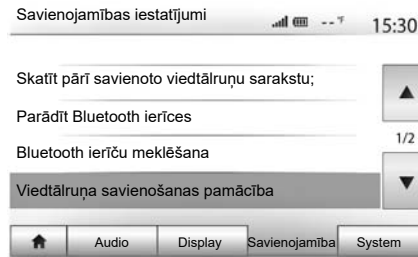 Savienojamības iestatījumi
--°F
15:30
Skatīt pārī savienoto viedtālruņu sarakstu;
Parādīt Bluetooth ierīces
1/2
Bluetooth ierīču meklēšana
Viedtālruņa savienošanas pamācība
Audio Display Savienojamība System